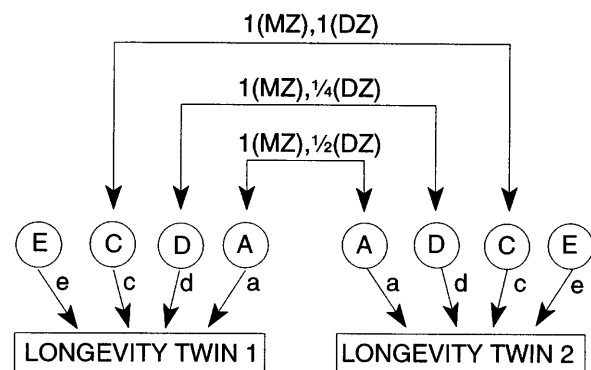 1(MZ),1(DZ)
1(MZ),¼(DZ)
1(MZ),½(DZ)
E C D A A D C E
e c d a a d c e
LONGEVITY TWIN 1 LONGEVITY TWIN 2